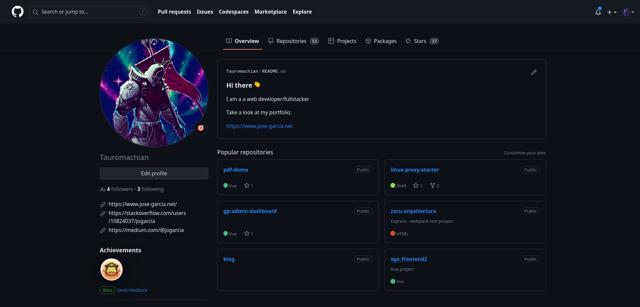 Search or jump to... /
Pull requests Issues Codespaces Marketplace Explore
Overview Repositories 53 Projects Packages Stars 37
Tauromachian / README.md
Hi there 👋
I am a a web developer/fullstacker
Take a look at my portfolio:
https://www.jose-garcia.net
Tauromachian
Edit profile
4 followers · 3 following
https://www.jose-garcia.net/
https://stackoverflow.com/users
/10824037/jogarcia
https://medium.com/@jogarcia
Achievements
Beta Send feedback
Popular repositories Customize your pins
pdf-demo Public
Vue 1
linux-proxy-starter Public
Shell 1 2
gp-admin-dashboard Public
Vue 1
zaru-arquitectura Public
Express - webpack test project
HTML
blog Public
sge_frontend2 Public
Vue project
Vue